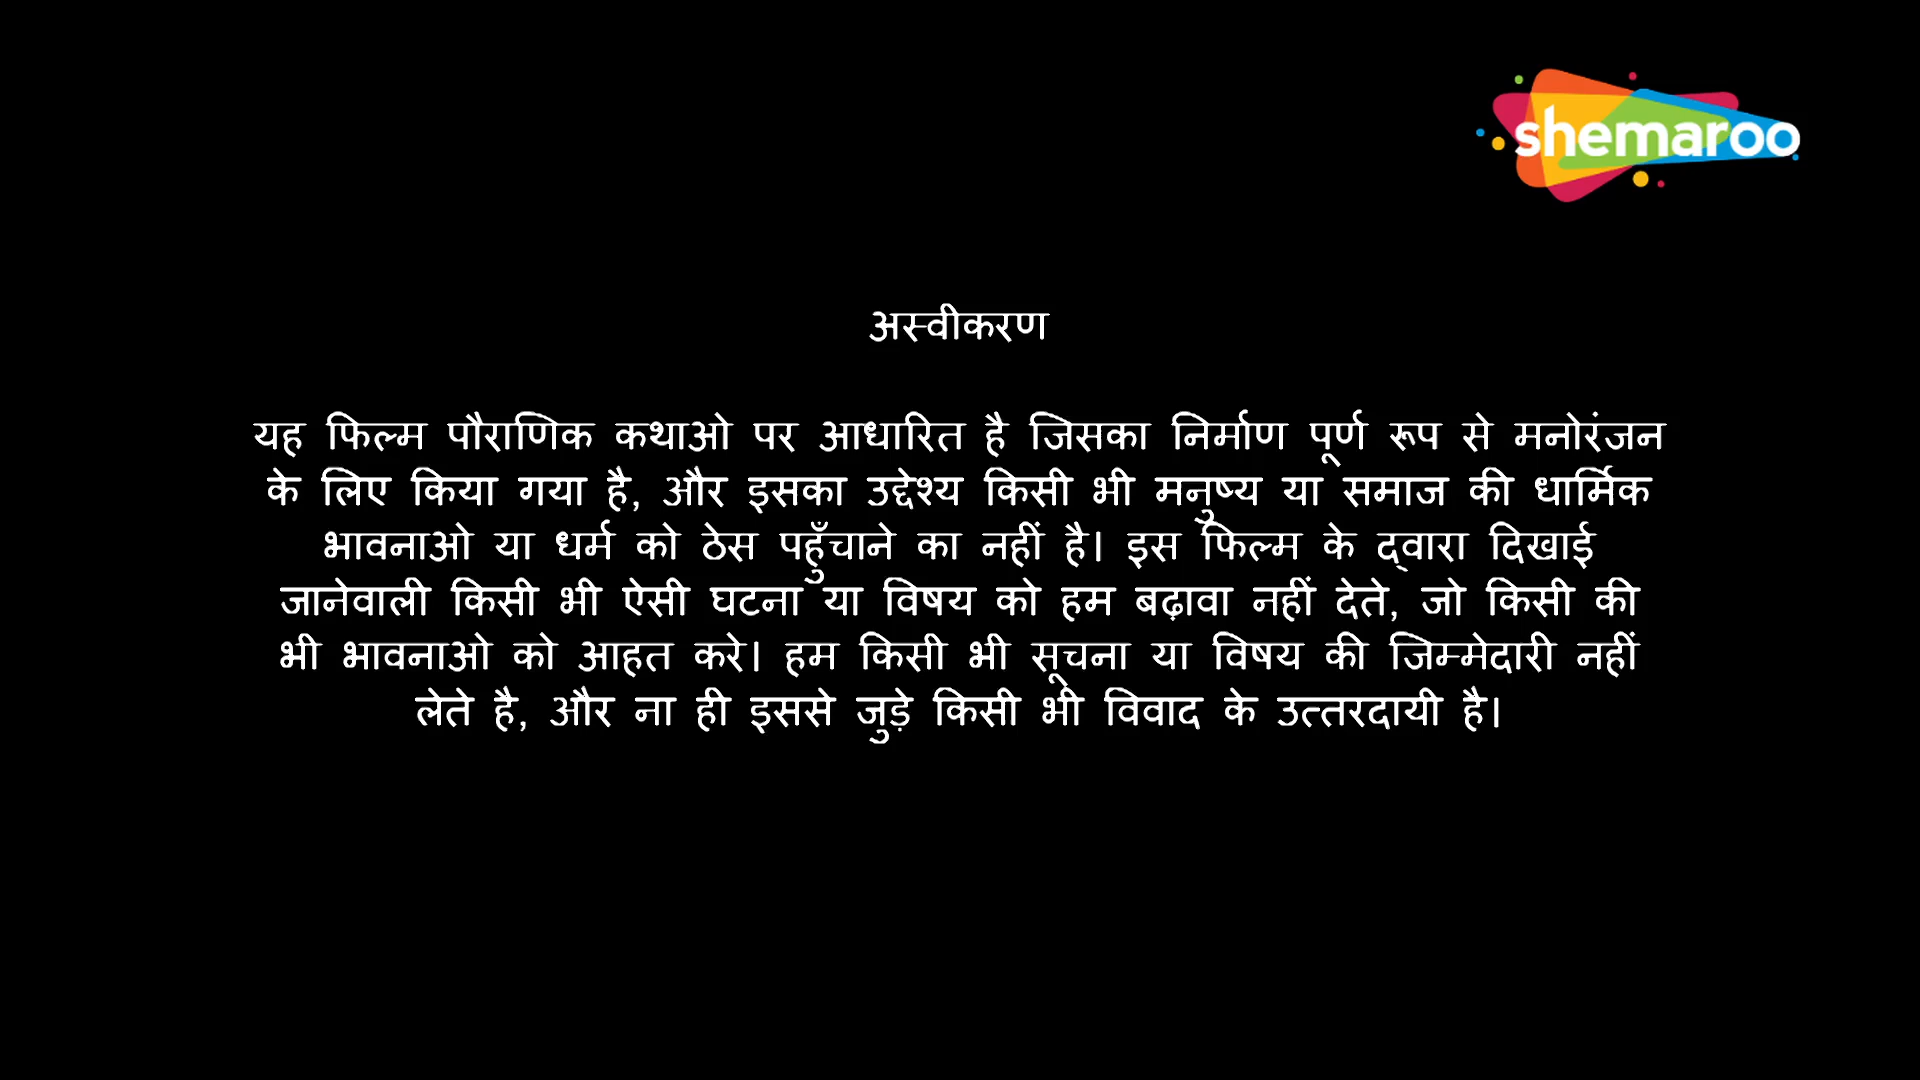 shemaroo
अस्वीकरण
यह फिल्म पौराणिक कथाओ पर आधारित है जिसका निर्माण पूर्ण रूप से मनोरंजन
के लिए किया गया है, और इसका उद्देश्य किसी भी मनुष्य या समाज की धार्मिक
भावनाओ या धर्म को ठेस पहुँचाने का नहीं है। इस फिल्म के द्वारा दिखाई
जानेवाली किसी भी ऐसी घटना या विषय को हम बढ़ावा नहीं देते, जो किसी की
भी भावनाओ को आहत करे। हम किसी भी सूचना या विषय की जिम्मेदारी नहीं
लेते है, और ना ही इससे जुड़े किसी भी विवाद के उत्तरदायी है।